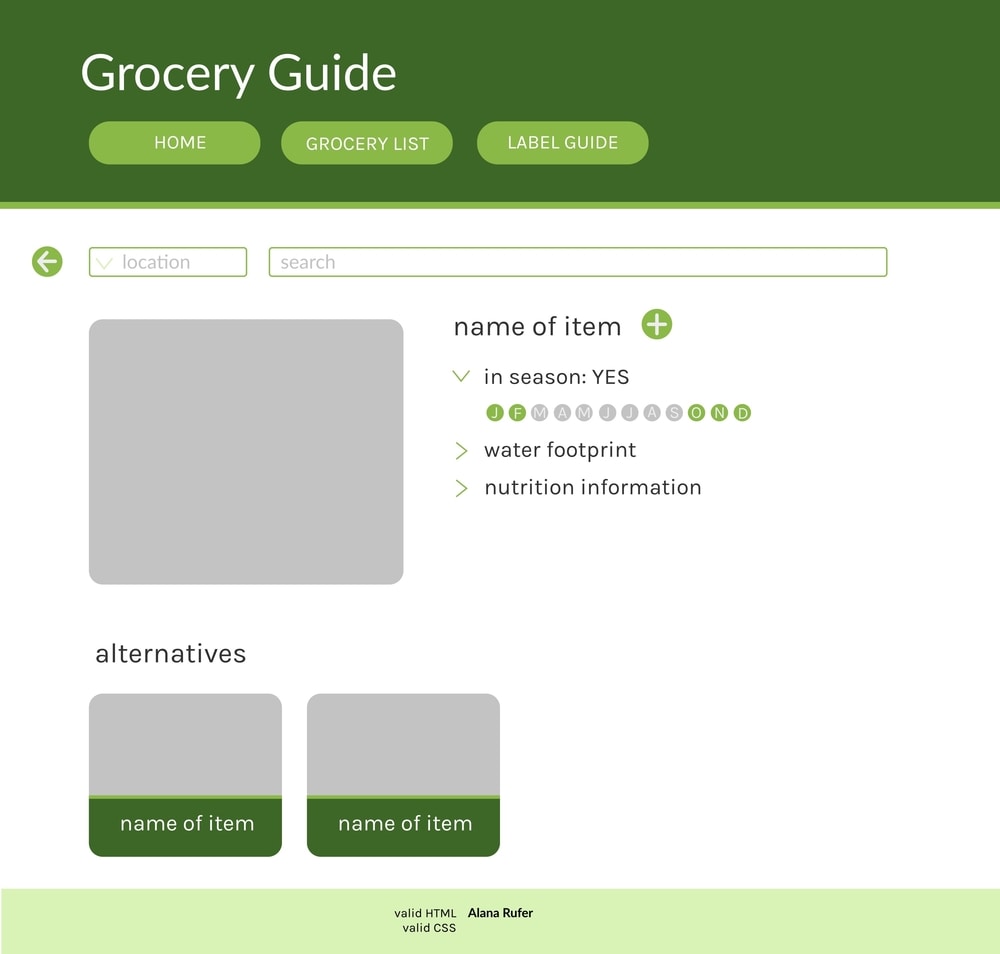 Grocery Guide
HOME GROCERY LIST LABEL GUIDE
location search
name of item
in season: YES
J F M A M J J A S O N D
water footprint
nutrition information
alternatives
name of item name of item
valid HTML Alana Rufer
valid CSS